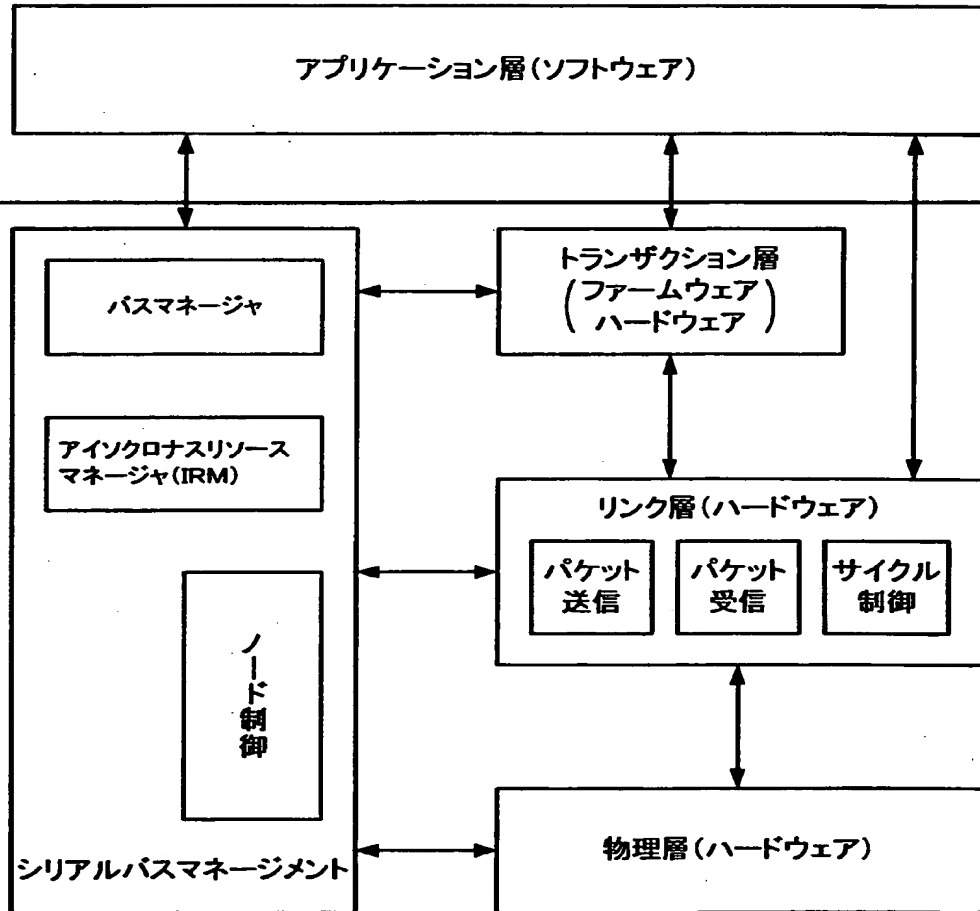 アプリケーション層(ソフトウェア)
バスマネージャ
トランザクション層
(ファームウェア
ハードウェア)
アイソクロナスリソース
マネージャ(IRM)
リンク層(ハードウェア)
パケット
送信
パケット
受信
サイクル
制御
ノード制御
シリアルバスマネージメント
物理層(ハードウェア)